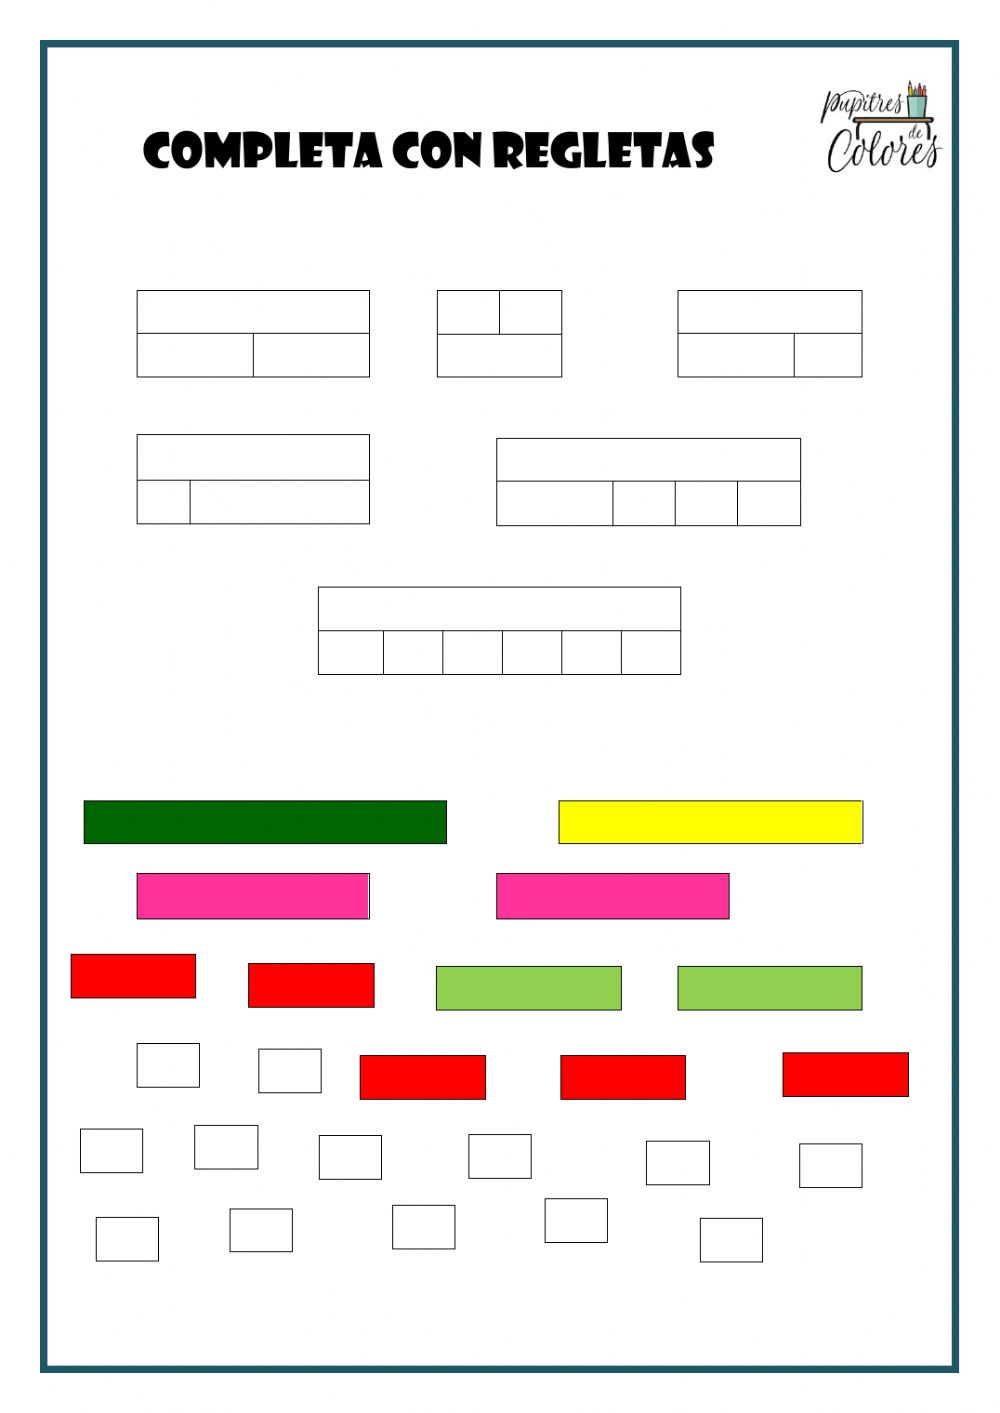 Pupitres
de
Colores
COMPLETA CON REGLETAS